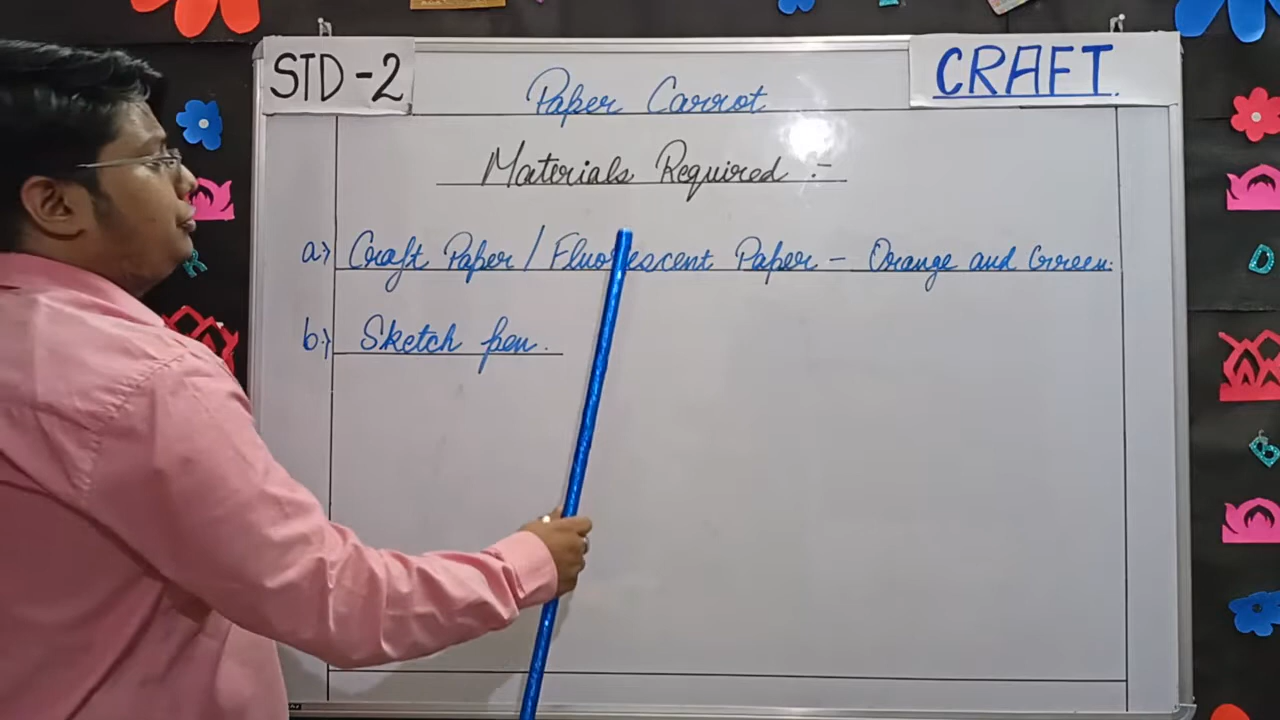 STD-2
CRAFT.
Paper Carrot
Materials Required :-
a.) Craft Paper / Fluorescent Paper - Orange and Green.
b.) Sketch pen.
D
B
R